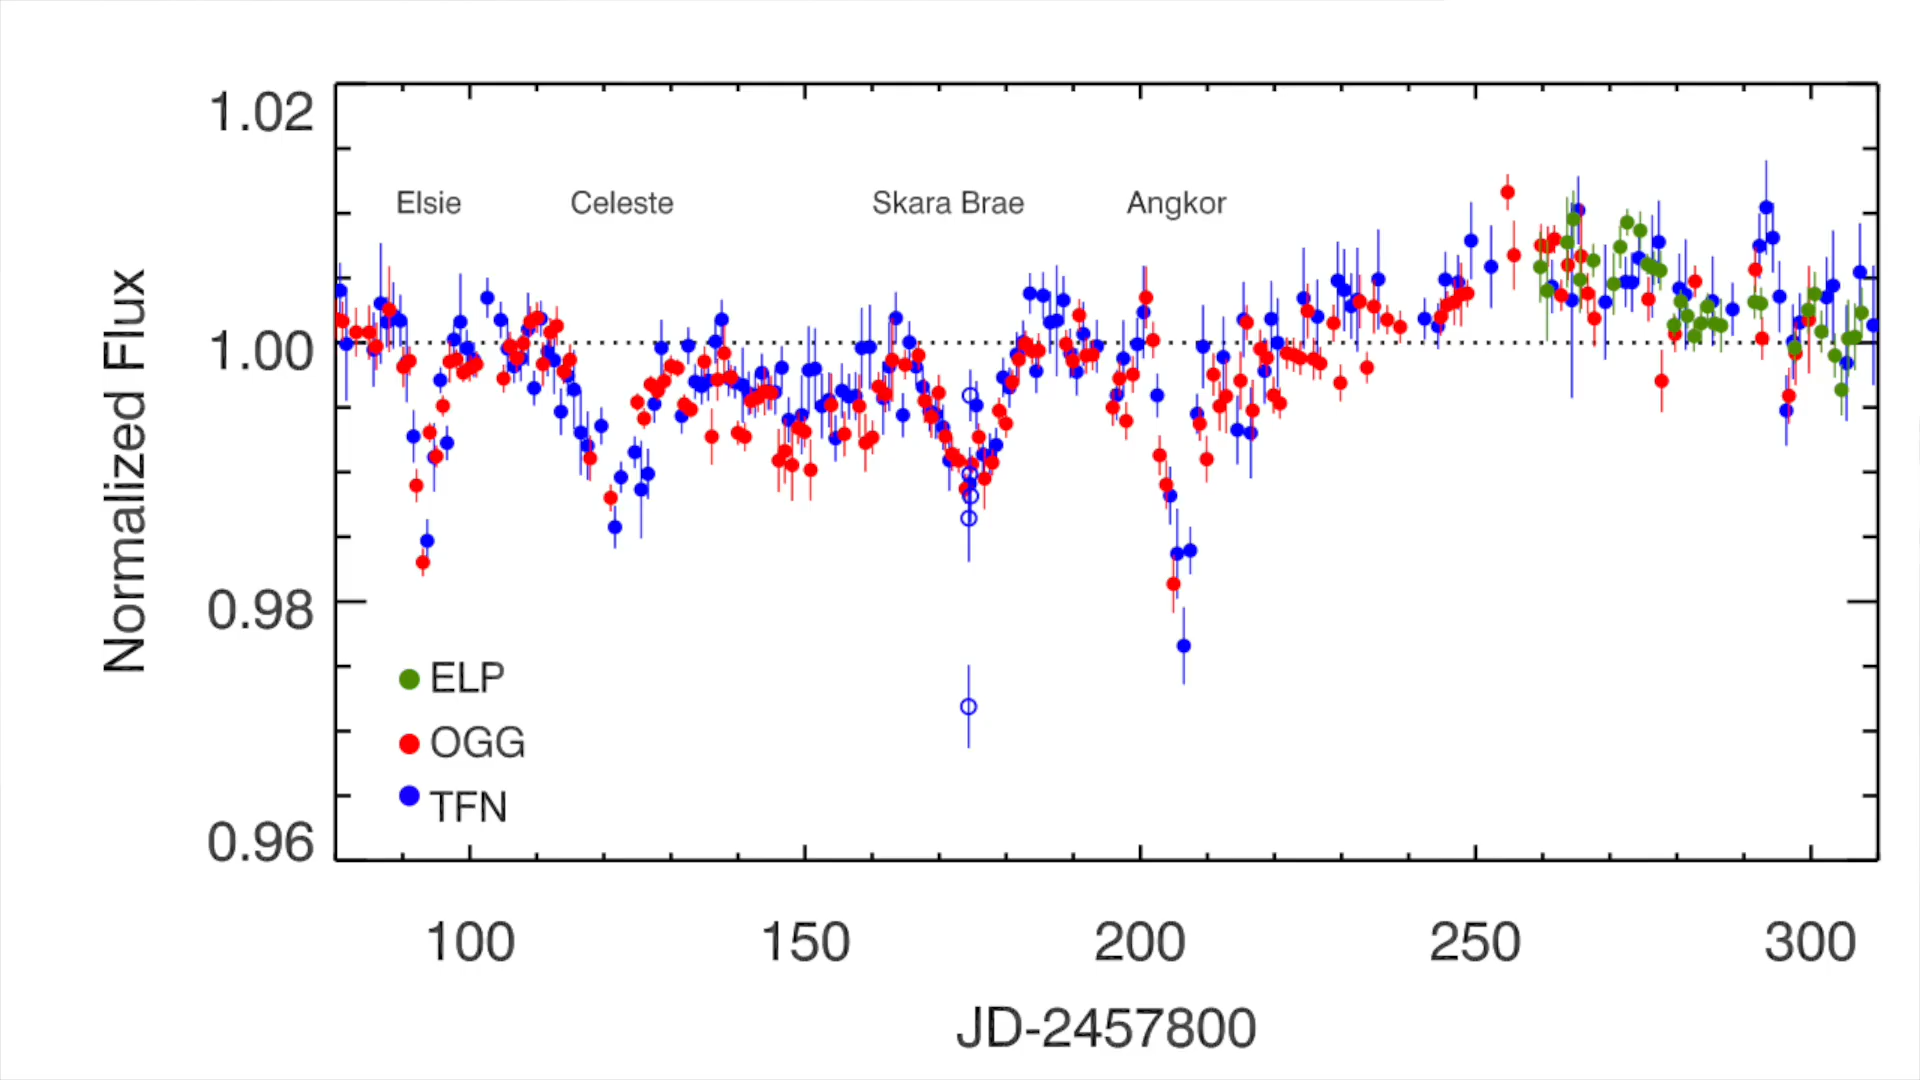 1.02
Elsie Celeste Skara Brae Angkor
1.00
Normalized Flux
0.98
ELP
OGG
TFN
0.96
100 150 200 250 300
JD-2457800